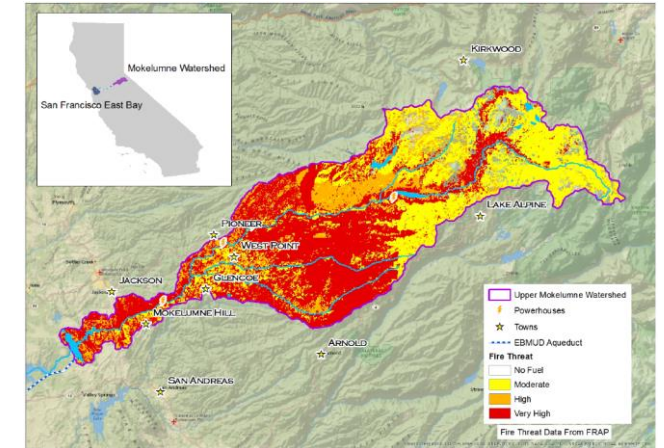 Mokelumne Watershed
San Francisco East Bay
KIRKWOOD
LAKE ALPINE
PIONEER
WEST POINT
GLENCOE
JACKSON
MOKELUMNE HILL
ARNOLD
SAN ANDREAS
Valley Springs
Upper Mokelumne Watershed
Powerhouses
Towns
EBMUD Aqueduct
Fire Threat
No Fuel
Moderate
High
Very High
Fire Threat Data From FRAP